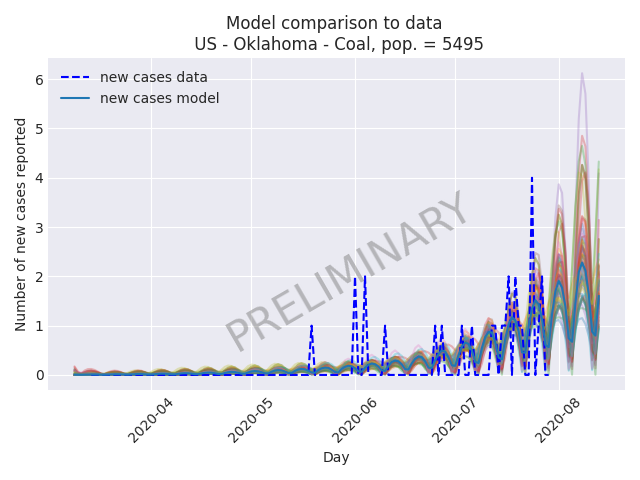 Model comparison to data
US - Oklahoma - Coal, pop. = 5495
new cases data
new cases model
PRELIMINARY
Number of new cases reported
6
5
4
3
2
1
0
2020-04
2020-05
2020-06
2020-07
2020-08
Day